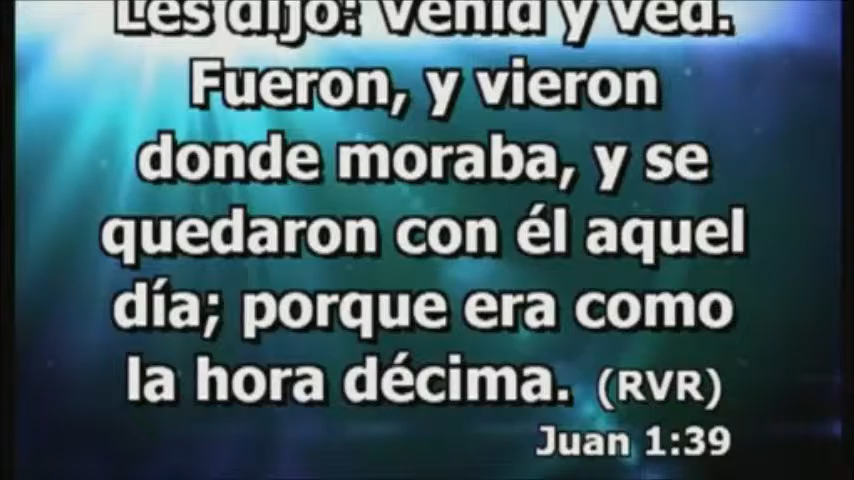 Les dijo: Venid y ved.
Fueron, y vieron
donde moraba, y se
quedaron con él aquel
día; porque era como
la hora décima. (RVR)
Juan 1:39